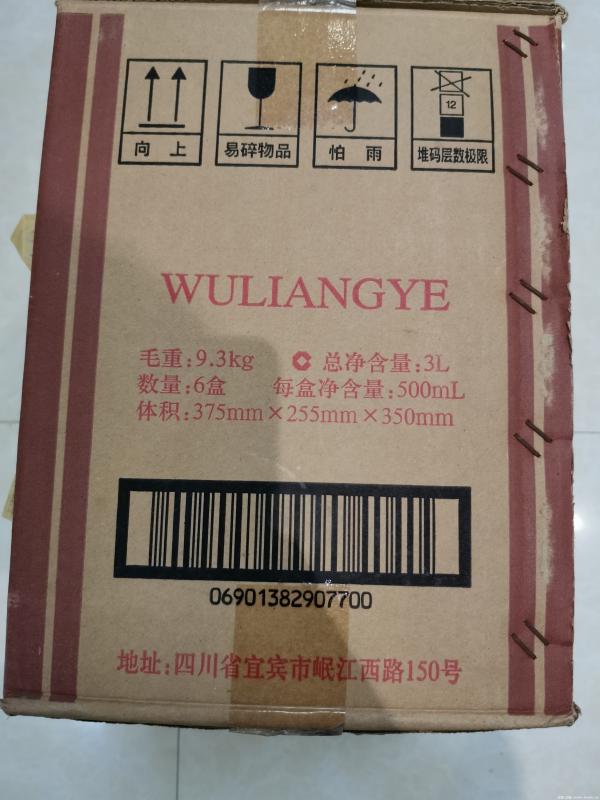 12
向上 易碎物品 怕雨 堆码层数极限
WULIANGYE
毛重:9.3kg 总净含量:3L
数量:6盒 每盒净含量:500mL
体积:375mm×255mm×350mm
06901382907700
地址:四川省宜宾市岷江西路150号